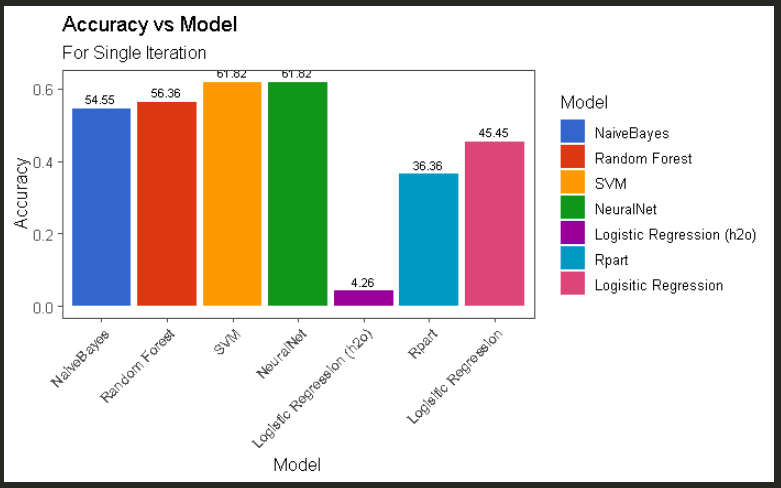 Accuracy vs Model
For Single Iteration
Accuracy
0.6
0.4
0.2
0.0
54.55
56.36
61.82
61.82
4.26
36.36
45.45
NaiveBayes
Random Forest
SVM
NeuralNet
Logistic Regression (h2o)
Rpart
Logisitic Regression
Model
Model
NaiveBayes
Random Forest
SVM
NeuralNet
Logistic Regression (h2o)
Rpart
Logisitic Regression